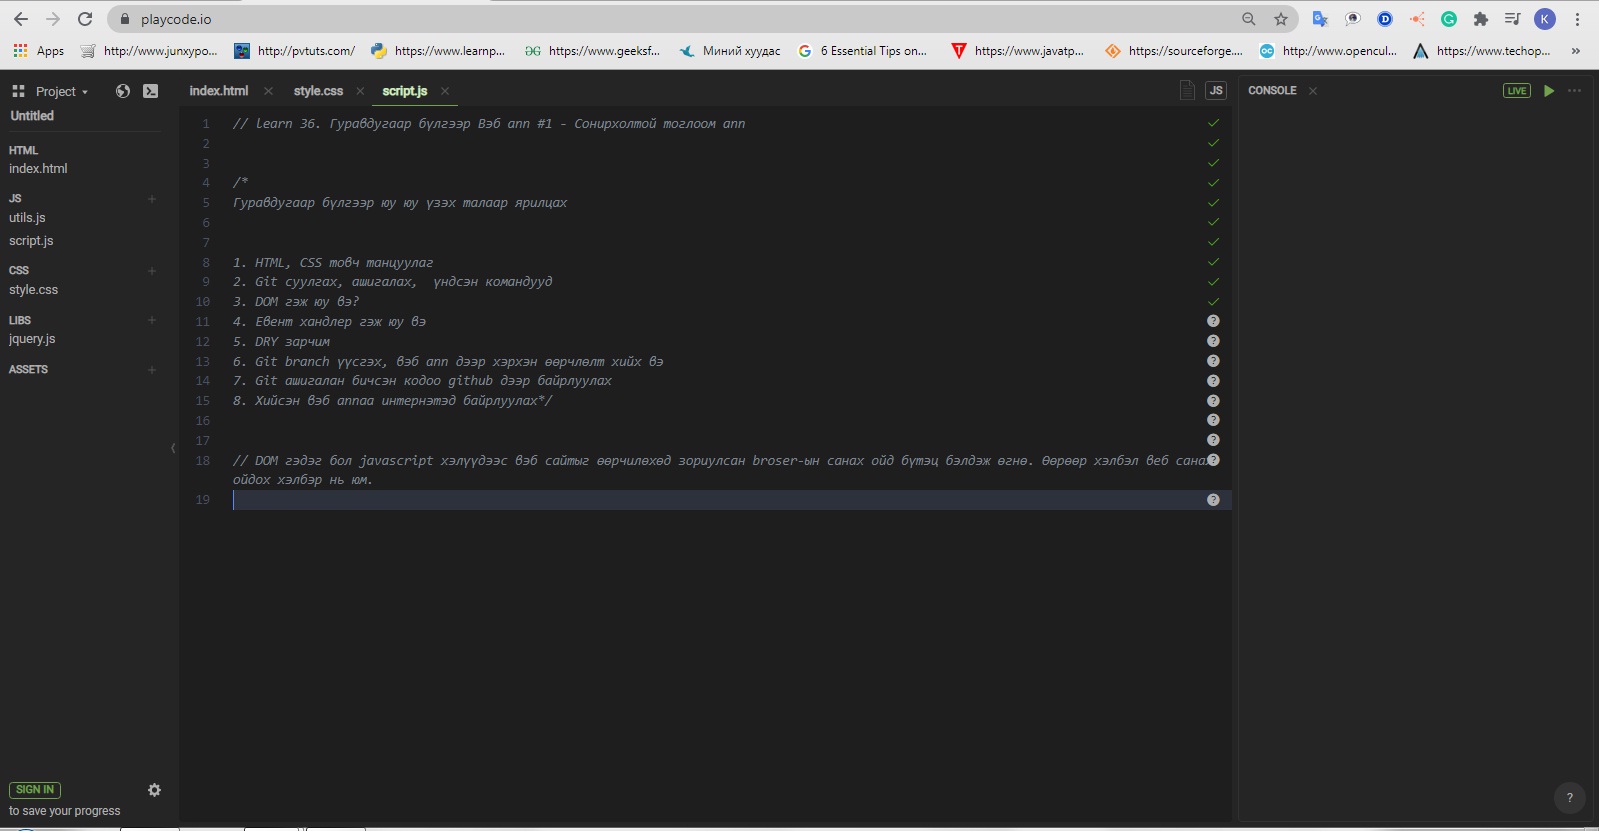 playcode.io
K
Apps
http://www.junxypo...
http://pvtuts.com/
https://www.learnp...
https://www.geeksf...
Миний хуудас
6 Essential Tips on...
https://www.javatp...
https://sourceforge....
http://www.opencul...
https://www.techop...
»
Project
index.html
style.css
script.js
JS
CONSOLE
LIVE
Untitled
HTML
index.html
JS
utils.js
script.js
CSS
style.css
LIBS
jquery.js
ASSETS
1 // learn 36. Гуравдугаар бүлгээр Вэб апп #1 - Сонирхолтой тоглоом апп
2
3
4 /*
5 Гуравдугаар бүлгээр юу юу үзэх талаар ярилцах
6
7
8 1. HTML, CSS товч танцуулаг
9 2. Git суулгах, ашигалах, үндсэн командууд
10 3. DOM гэж юу вэ?
11 4. Евент хандлер гэж юу вэ
12 5. DRY зарчим
13 6. Git branch үүсгэх, вэб апп дээр хэрхэн өөрчлөлт хийх вэ
14 7. Git ашигалан бичсэн кодоо github дээр байрлуулах
15 8. Хийсэн вэб аппаа интернэтэд байрлуулах*/
16
17
18 // DOM гэдэг бол javascript хэлүүдээс вэб сайтыг өөрчилөхөд зориулсан broser-ын санах ойд бүтэц бэлдэж өгнө. Өөрөөр хэлбэл веб санах
ойдох хэлбэр нь юм.
19
SIGN IN
to save your progress
?